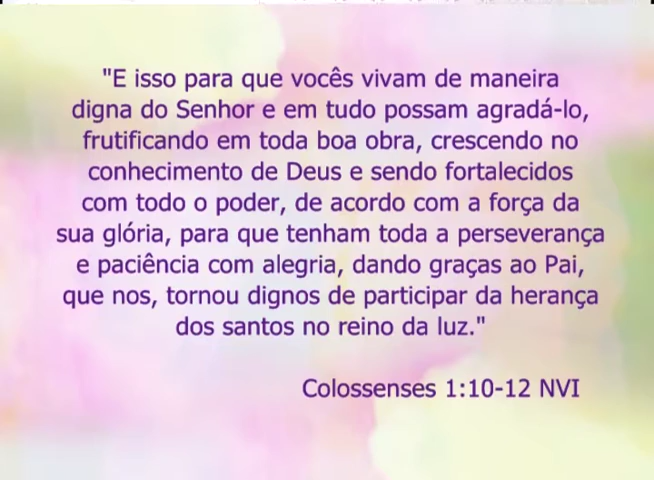 "E isso para que vocês vivam de maneira
digna do Senhor e em tudo possam agradá-lo,
frutificando em toda boa obra, crescendo no
conhecimento de Deus e sendo fortalecidos
com todo o poder, de acordo com a força da
sua glória, para que tenham toda a perseverança
e paciência com alegria, dando graças ao Pai,
que nos, tornou dignos de participar da herança
dos santos no reino da luz."
Colossenses 1:10-12 NVI